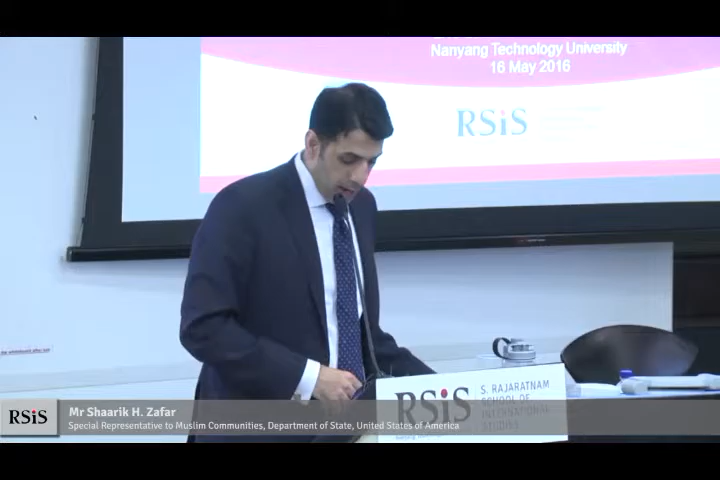 Nanyang Technology University
16 May 2016
RSiS
RSiS
S. RAJARATNAM
SCHOOL OF
INTERNATIONAL
STUDIES
RSiS
Mr Shaarik H. Zafar
Special Representative to Muslim Communities, Department of State, United States of America